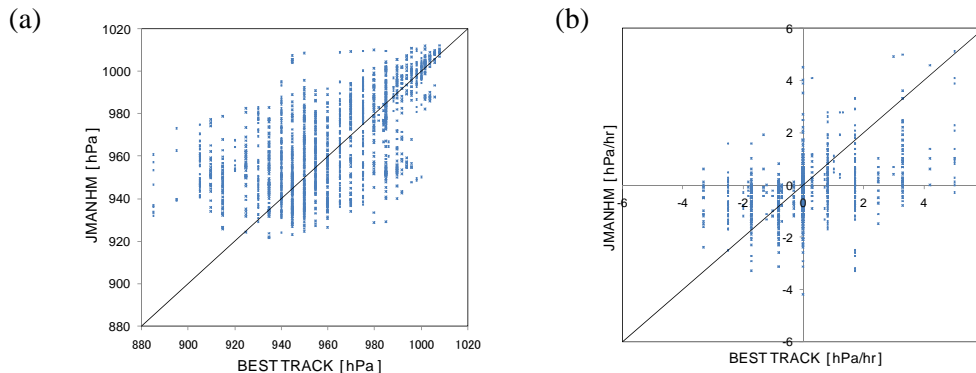 (a)
1020
1000
980
960
940
920
900
880
JMANHM [hPa]
880 900 920 940 960 980 1000 1020
BEST TRACK [hPa]
(b)
6
4
2
0
-2
-4
-6
JMANHM [hPa/hr]
-6 -4 -2 0 2 4
BEST TRACK [hPa/hr]